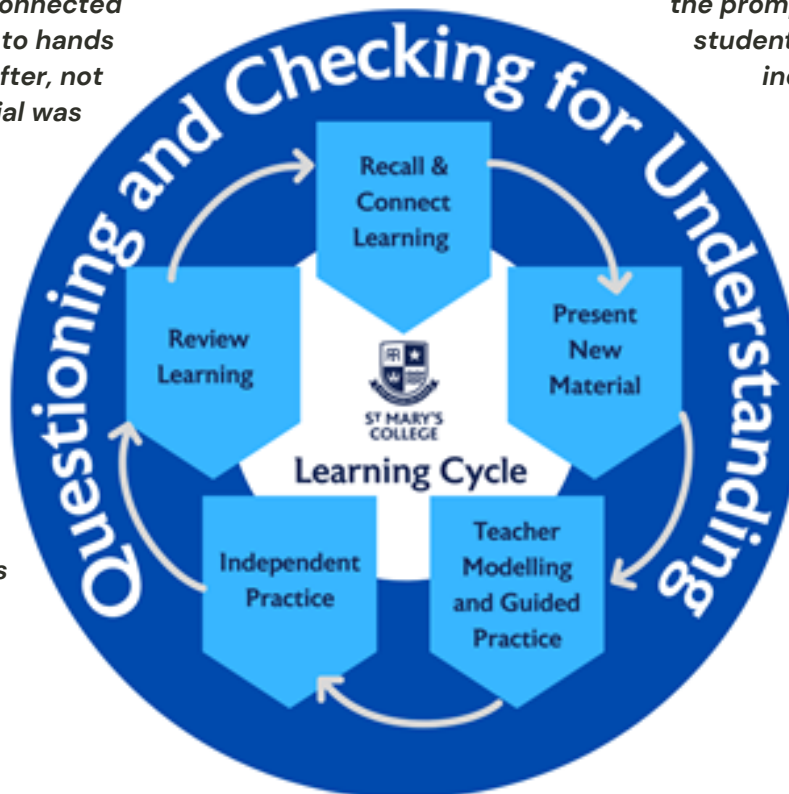 onnected
to hands
fter, not
ial was
the promp
student
in
s
Questioning and Checking for Understanding
Recall &
Connect
Learning
Present
New
Material
Teacher
Modelling
and Guided
Practice
Independent
Practice
Review
Learning
ST MARY'S
COLLEGE
Learning Cycle